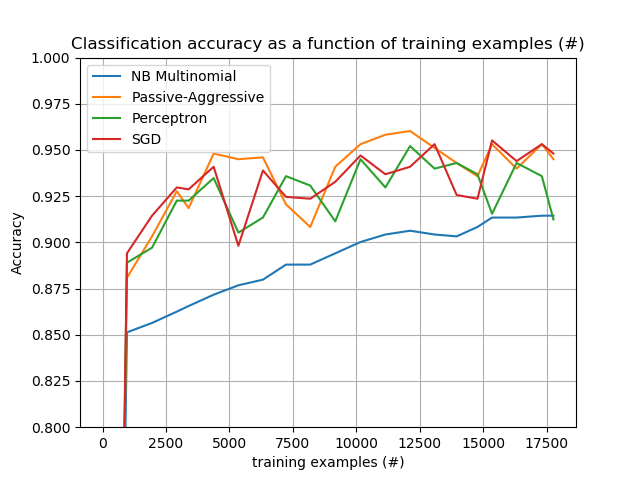 Classification accuracy as a function of training examples (#)
1.000
0.975
0.950
0.925
0.900
0.875
0.850
0.825
0.800
Accuracy
NB Multinomial
Passive-Aggressive
Perceptron
SGD
0 2500 5000 7500 10000 12500 15000 17500
training examples (#)